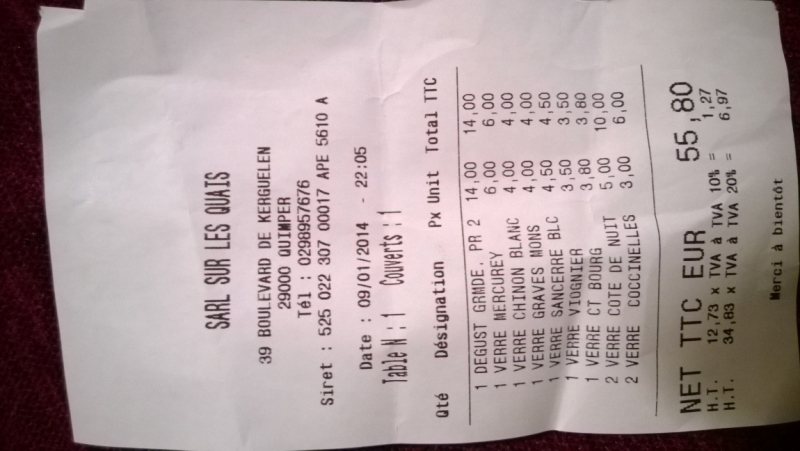 SARL SUR LES QUAIS
39 BOULEVARD DE KERGUELEN
29000 QUIMPER
Tél : 0298957676
Siret : 525 022 307 00017 APE 5610 A
Date : 09/01/2014 - 22:05
Table N : 1 Couverts : 1
Qté Désignation Px Unit Total TTC
1 DEGUST GRMDE. PR 2 14,00 14,00
1 VERRE MERCUREY 6,00 6,00
1 VERRE CHINON BLANC 4,00 4,00
1 VERRE GRAVES MONS 4,00 4,00
1 VERRE SANCERRE BLC 4,50 4,50
1 VERRE VIOGNIER 3,50 3,50
1 VERRE CT BOURG 3,80 3,80
2 VERRE COTE DE NUIT 5,00 10,00
2 VERRE COCCINELLES 3,00 6,00
NET TTC EUR 55,80
H.T. 12,73 x TVA à TVA 10% = 1,27
H.T. 34,83 x TVA à TVA 20% = 6,97
Merci à bientôt